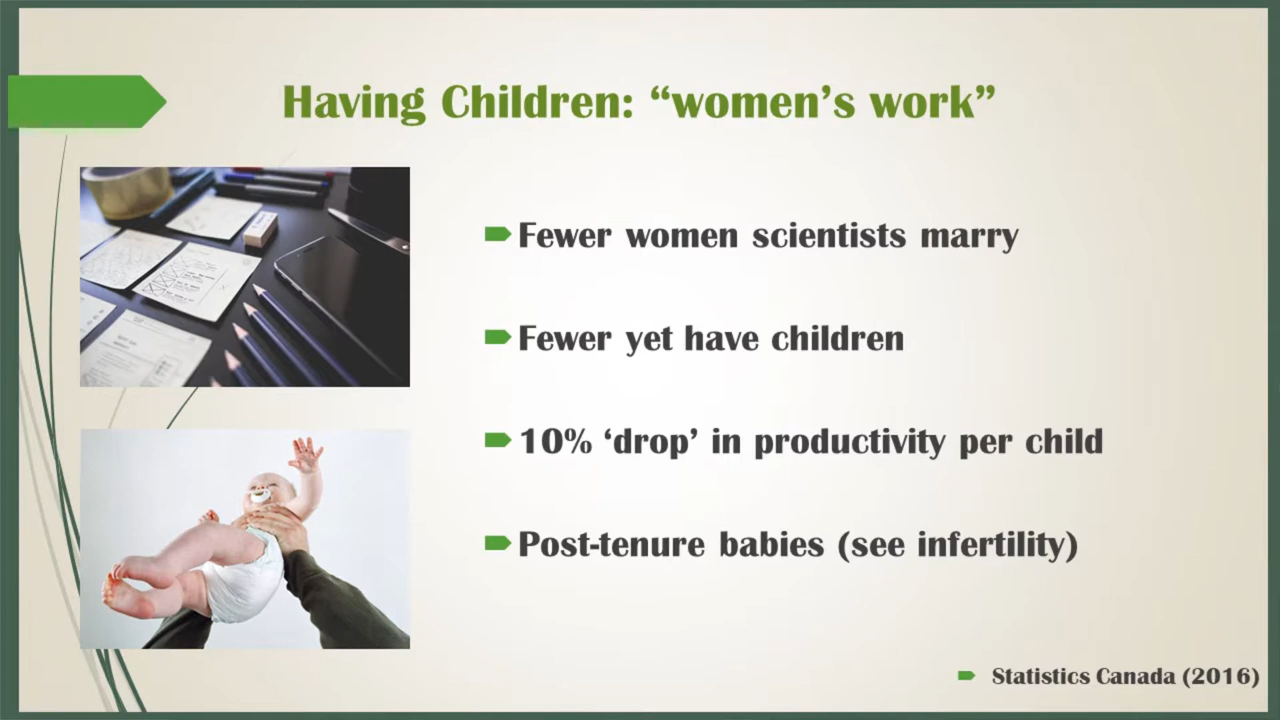 Having Children: “women’s work”
Fewer women scientists marry
Fewer yet have children
10% ‘drop’ in productivity per child
Post-tenure babies (see infertility)
Statistics Canada (2016)